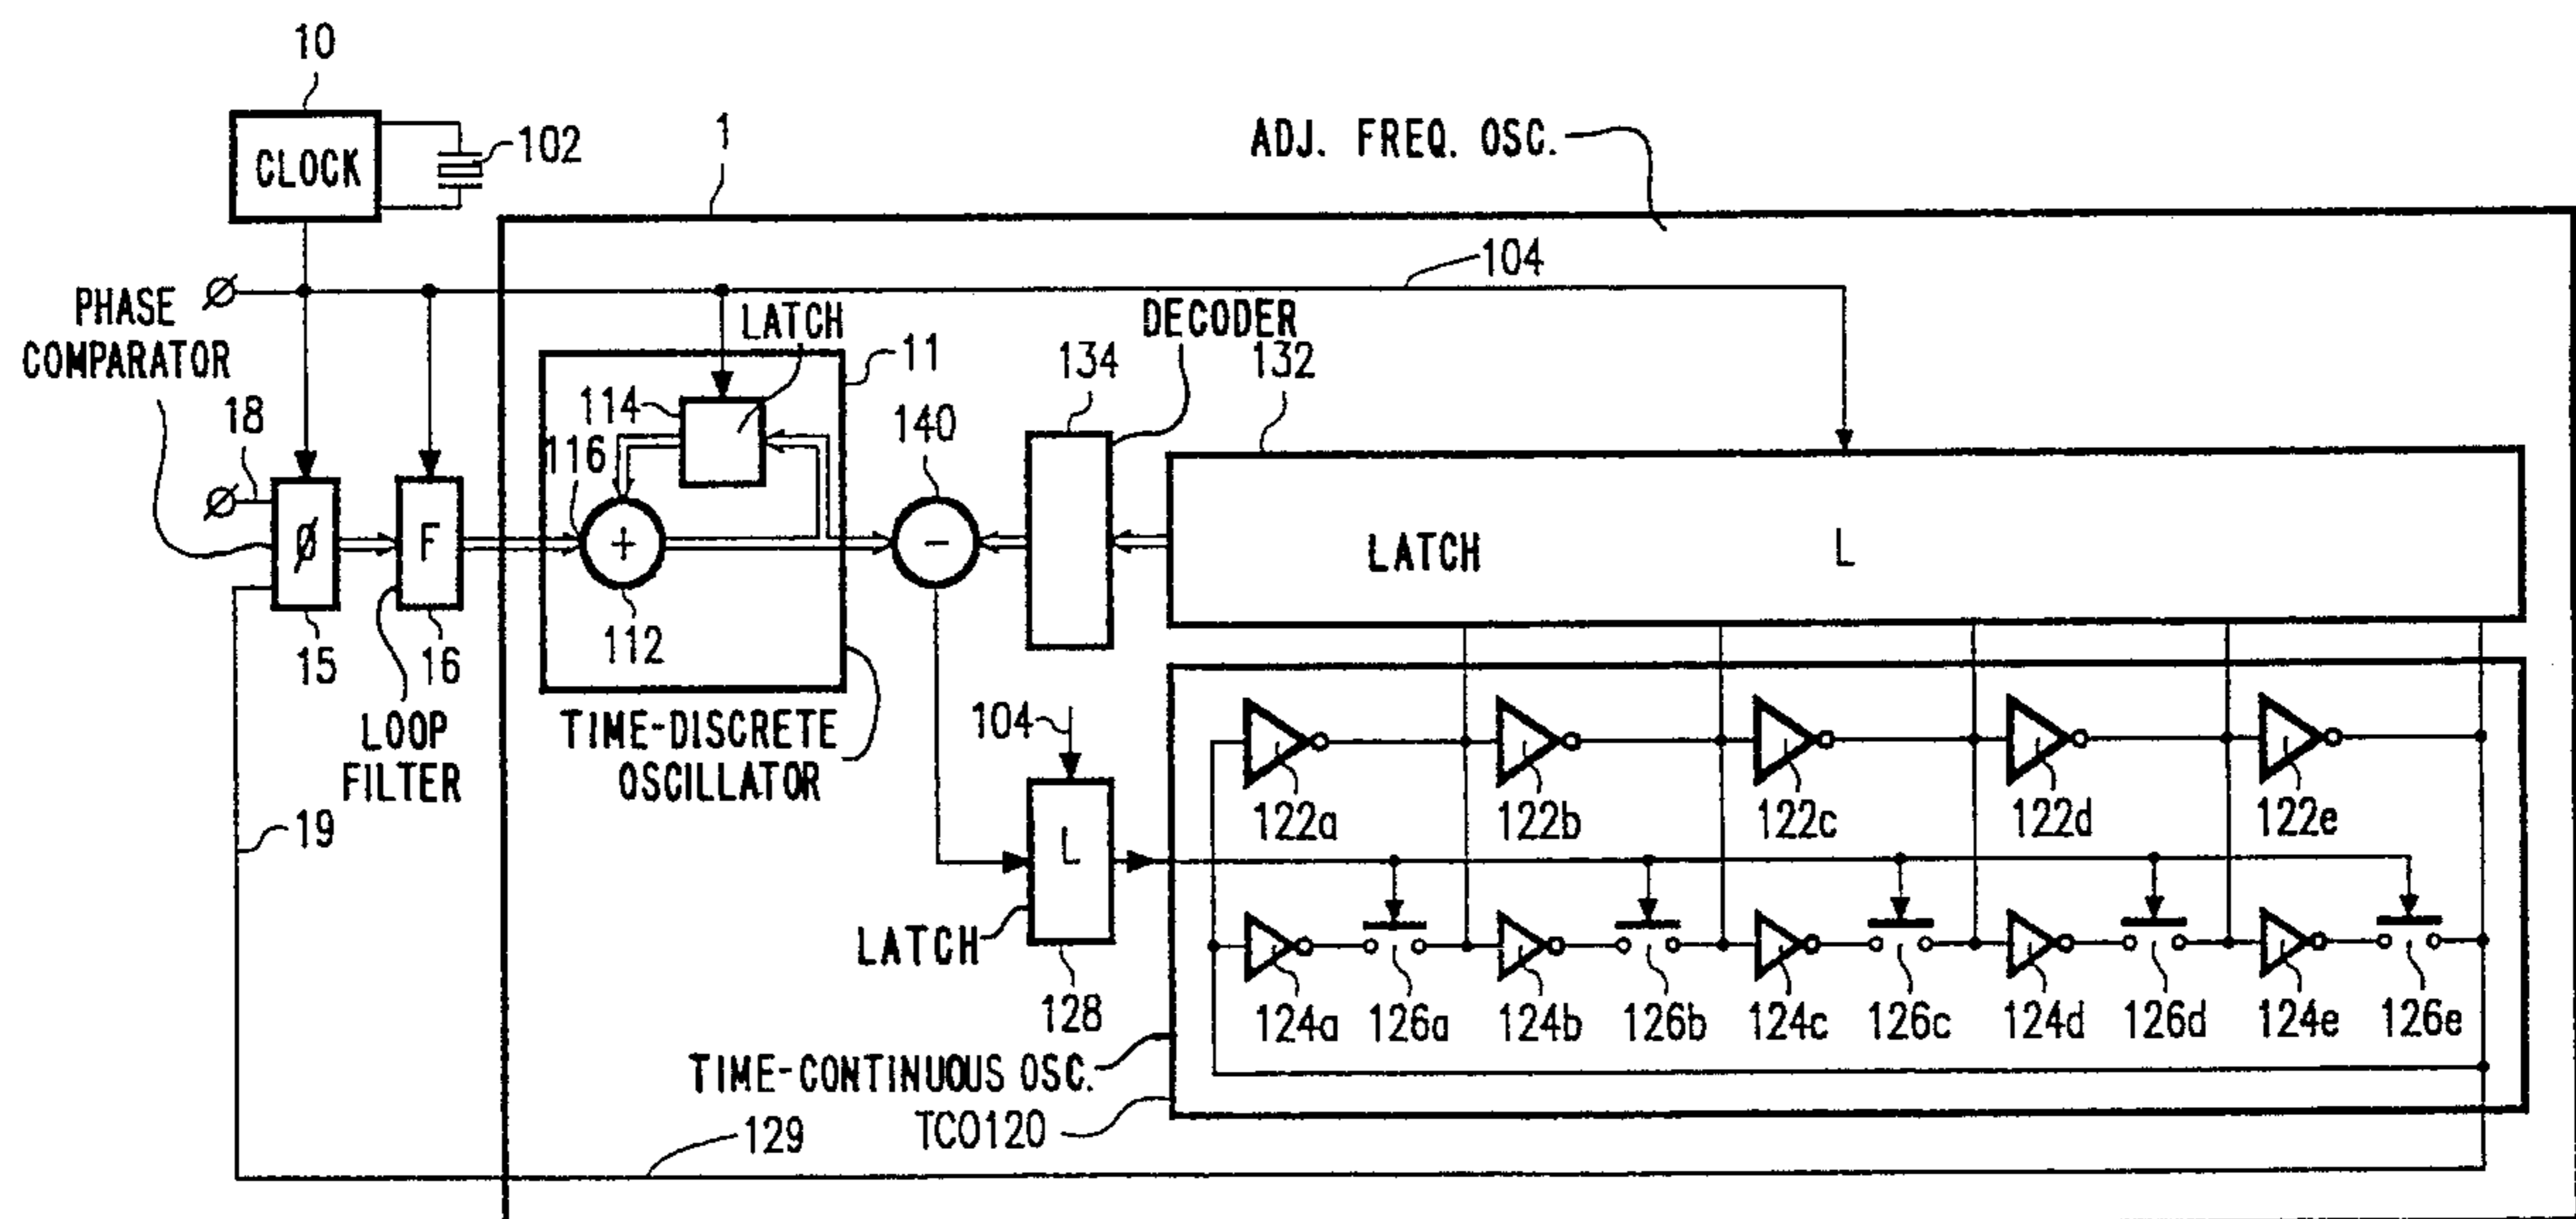 10
CLOCK
102
1
ADJ. FREQ. OSC.
104
PHASE
COMPARATOR
Ø
LATCH
DECODER
11
134
132
18
114
140
116
Ø
Ø
F
+
-
LATCH L
15
16
112
LOOP
FILTER
TIME-DISCRETE
OSCILLATOR
104
19
L
122a 122b 122c 122d 122e
LATCH
128
124a 126a 124b 126b 124c 126c 124d 126d 124e 126e
TIME-CONTINUOUS OSC.
TCO120
129